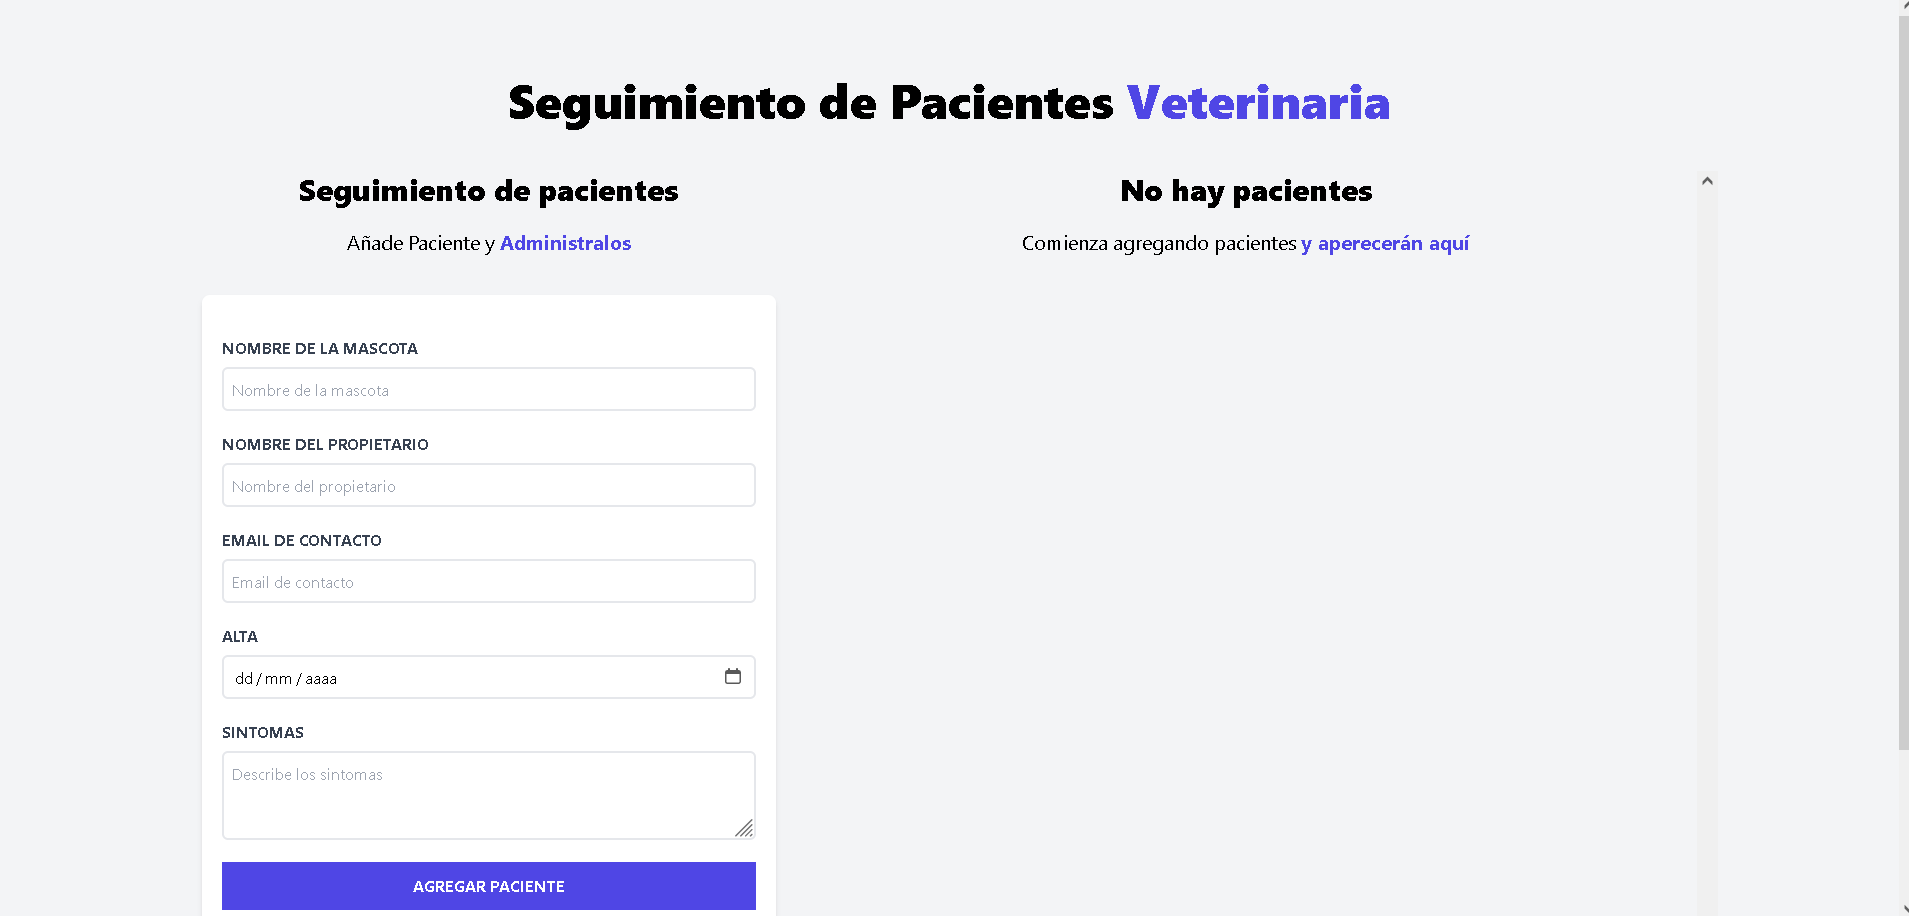 Seguimiento de Pacientes Veterinaria
Seguimiento de pacientes
Añade Paciente y Administralos
NOMBRE DE LA MASCOTA
Nombre de la mascota
NOMBRE DEL PROPIETARIO
Nombre del propietario
EMAIL DE CONTACTO
Email de contacto
ALTA
dd/mm/aaaa
SINTOMAS
Describe los sintomas
AGREGAR PACIENTE
No hay pacientes
Comienza agregando pacientes y aperecerán aquí